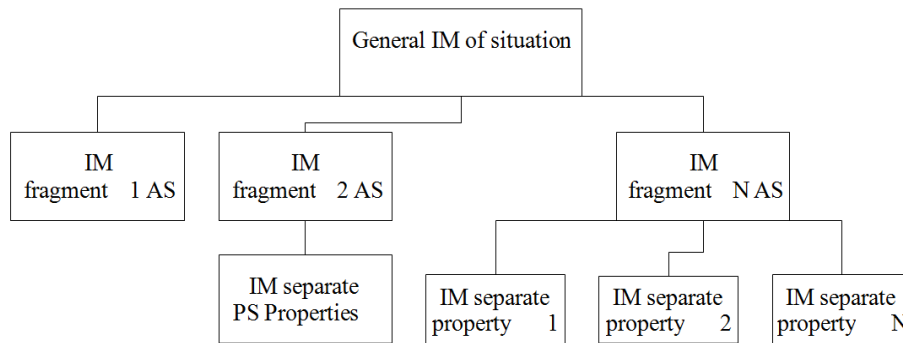 General IM of situation
IM
fragment 1 AS
IM
fragment 2 AS
IM
fragment N AS
IM separate
PS Properties
IM separate
property 1
IM separate
property 2
IM separate
property N